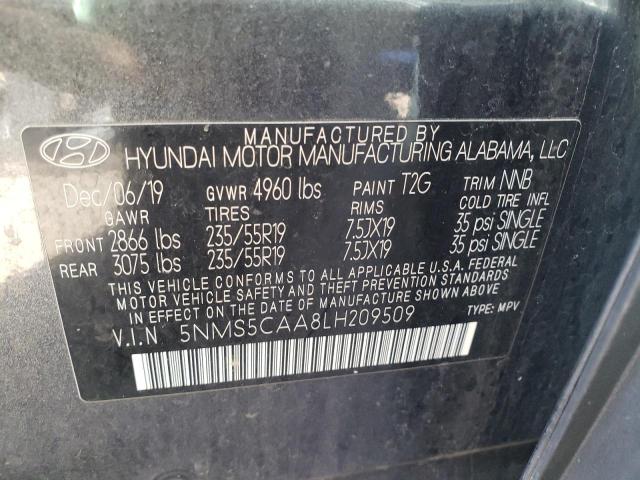 MANUFACTURED BY
HYUNDAI MOTOR MANUFACTURING ALABAMA, LLC
Dec/06/19 GVWR 4960 lbs PAINT T2G TRIM NNB
GAWR TIRES RIMS COLD TIRE INFL
FRONT 2866 lbs 235/55R19 7.5JX19 35 psi SINGLE
REAR 3075 lbs 235/55R19 7.5JX19 35 psi SINGLE
THIS VEHICLE CONFORMS TO ALL APPLICABLE U.S.A. FEDERAL
MOTOR VEHICLE SAFETY AND THEFT PREVENTION STANDARDS
IN EFFECT ON THE DATE OF MANUFACTURE SHOWN ABOVE.
V.I.N 5NMS5CAA8LH209509 TYPE: MPV